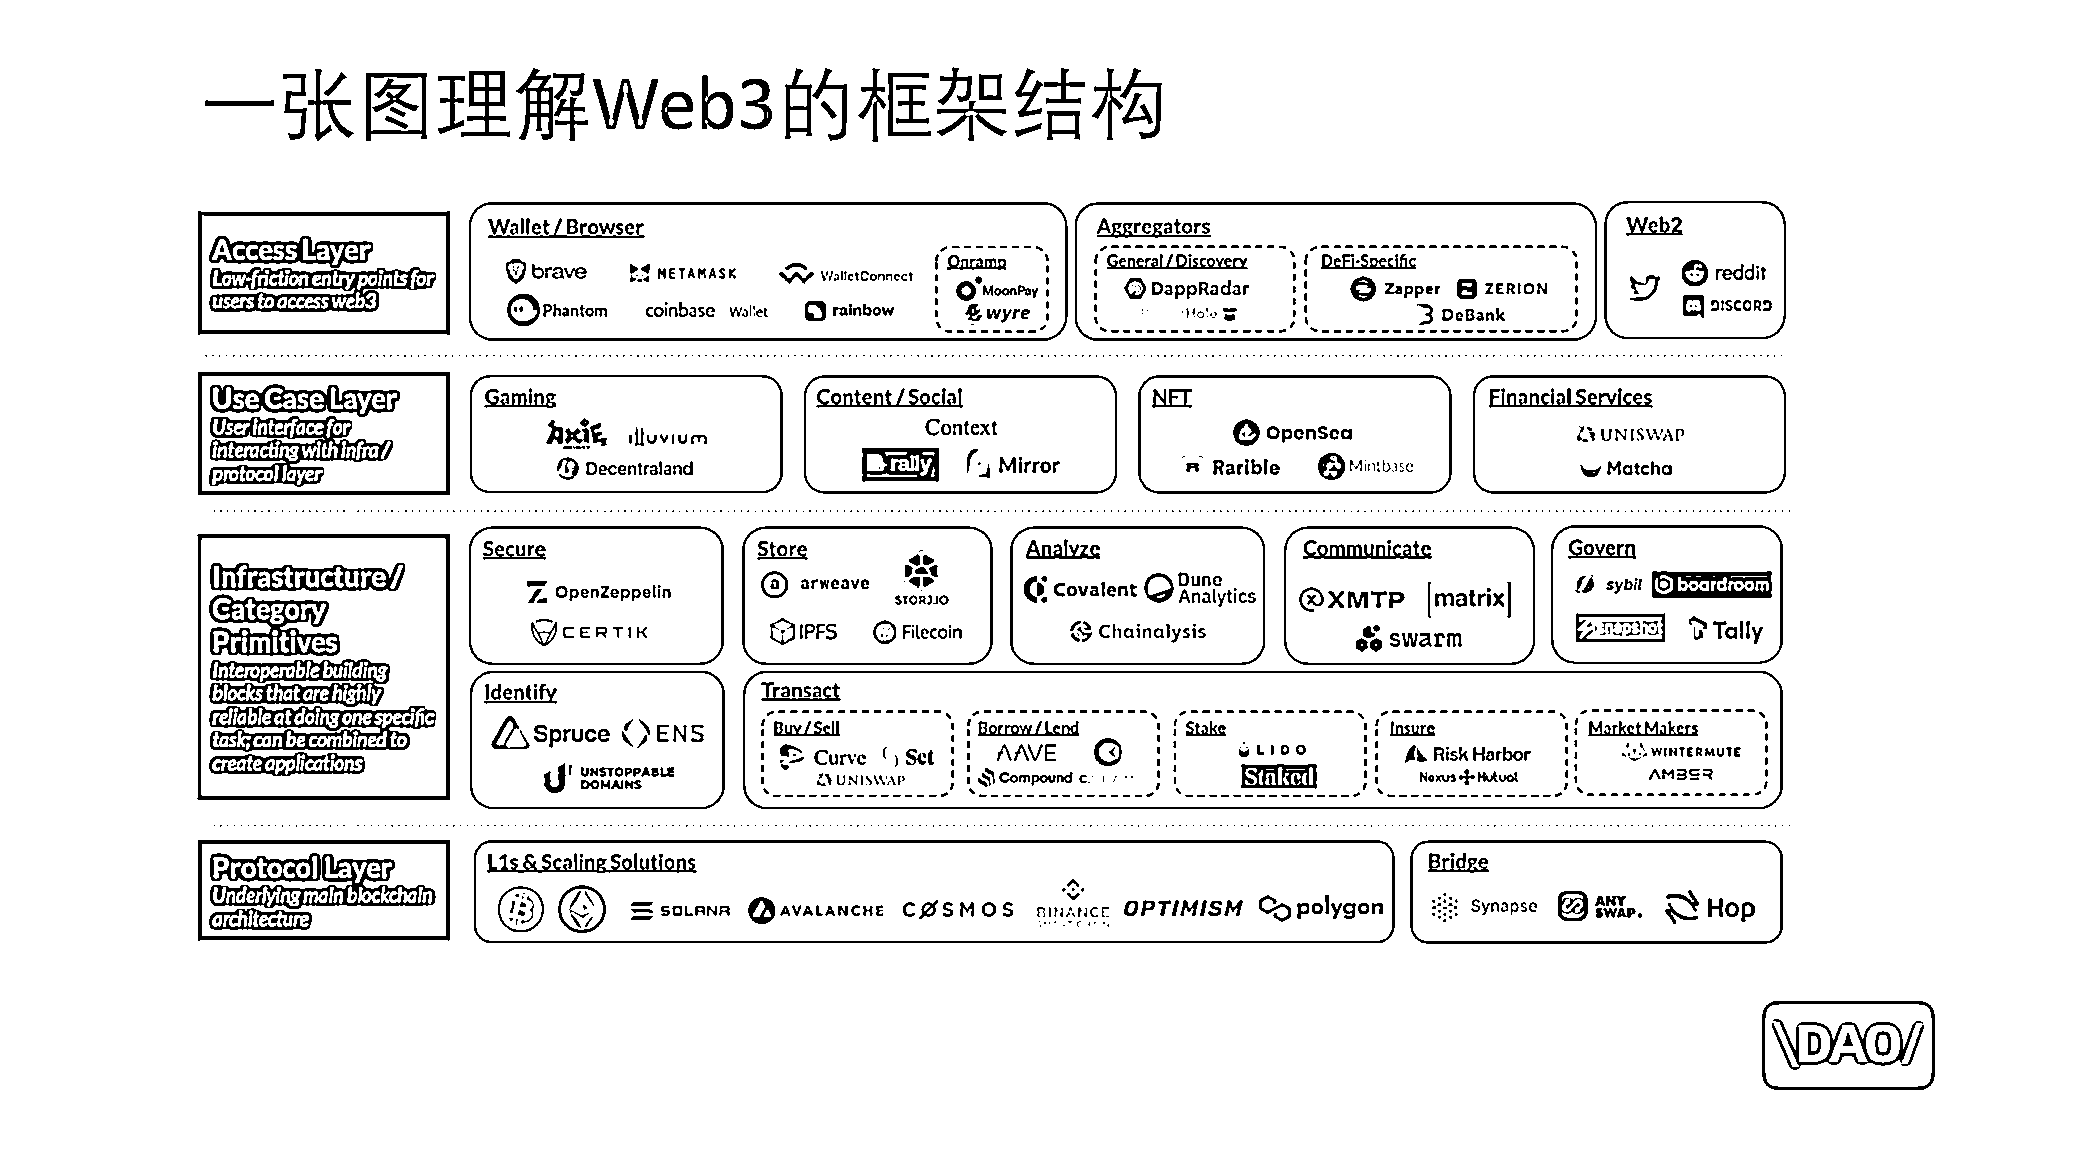 一张图理解Web3的框架结构
Access Layer
Low-friction entry points for
users to access web3
Wallet / Browser
brave
METAMASK
WalletConnect
Phantom
coinbase Wallet
rainbow
Onramp
MoonPay
wyre
Aggregators
General / Discovery
DappRadar
DeFi-Specific
Zapper
ZERION
DeBank
Web2
reddit
DISCORD
Use Case Layer
User interface for
interacting with infra /
protocol layer
Gaming
AXIE
illuvium
Decentraland
Content / Social
Context
rally
Mirror
NFT
OpenSea
Rarible
Mintbase
Financial Services
UNISWAP
Matcha
Infrastructure /
Category
Primitives
Interoperable building
blocks that are highly
reliable at doing one specific
task; can be combined to
create applications
Secure
OpenZeppelin
CERTIK
Store
arweave
STORJ.IO
IPFS
Filecoin
Analyze
Covalent
Dune
Analytics
Chainalysis
Communicate
XMTP
[matrix]
swarm
Govern
sybil
boardroom
snapshot
Tally
Identify
Spruce
ENS
UNSTOPPABLE
DOMAINS
Transact
Buy / Sell
Curve
Set
UNISWAP
Borrow / Lend
AAVE
Compound
Stake
LIDO
Staked
Insure
Risk Harbor
Nexus Mutual
Market Makers
WINTERMUTE
AMBER
Protocol Layer
Underlying main blockchain
architecture
L1s & Scaling Solutions
SOLANA
AVALANCHE
COSMOS
BINANCE
OPTIMISM
polygon
Bridge
Synapse
ANY
SWAP.
Hop
\DAO/